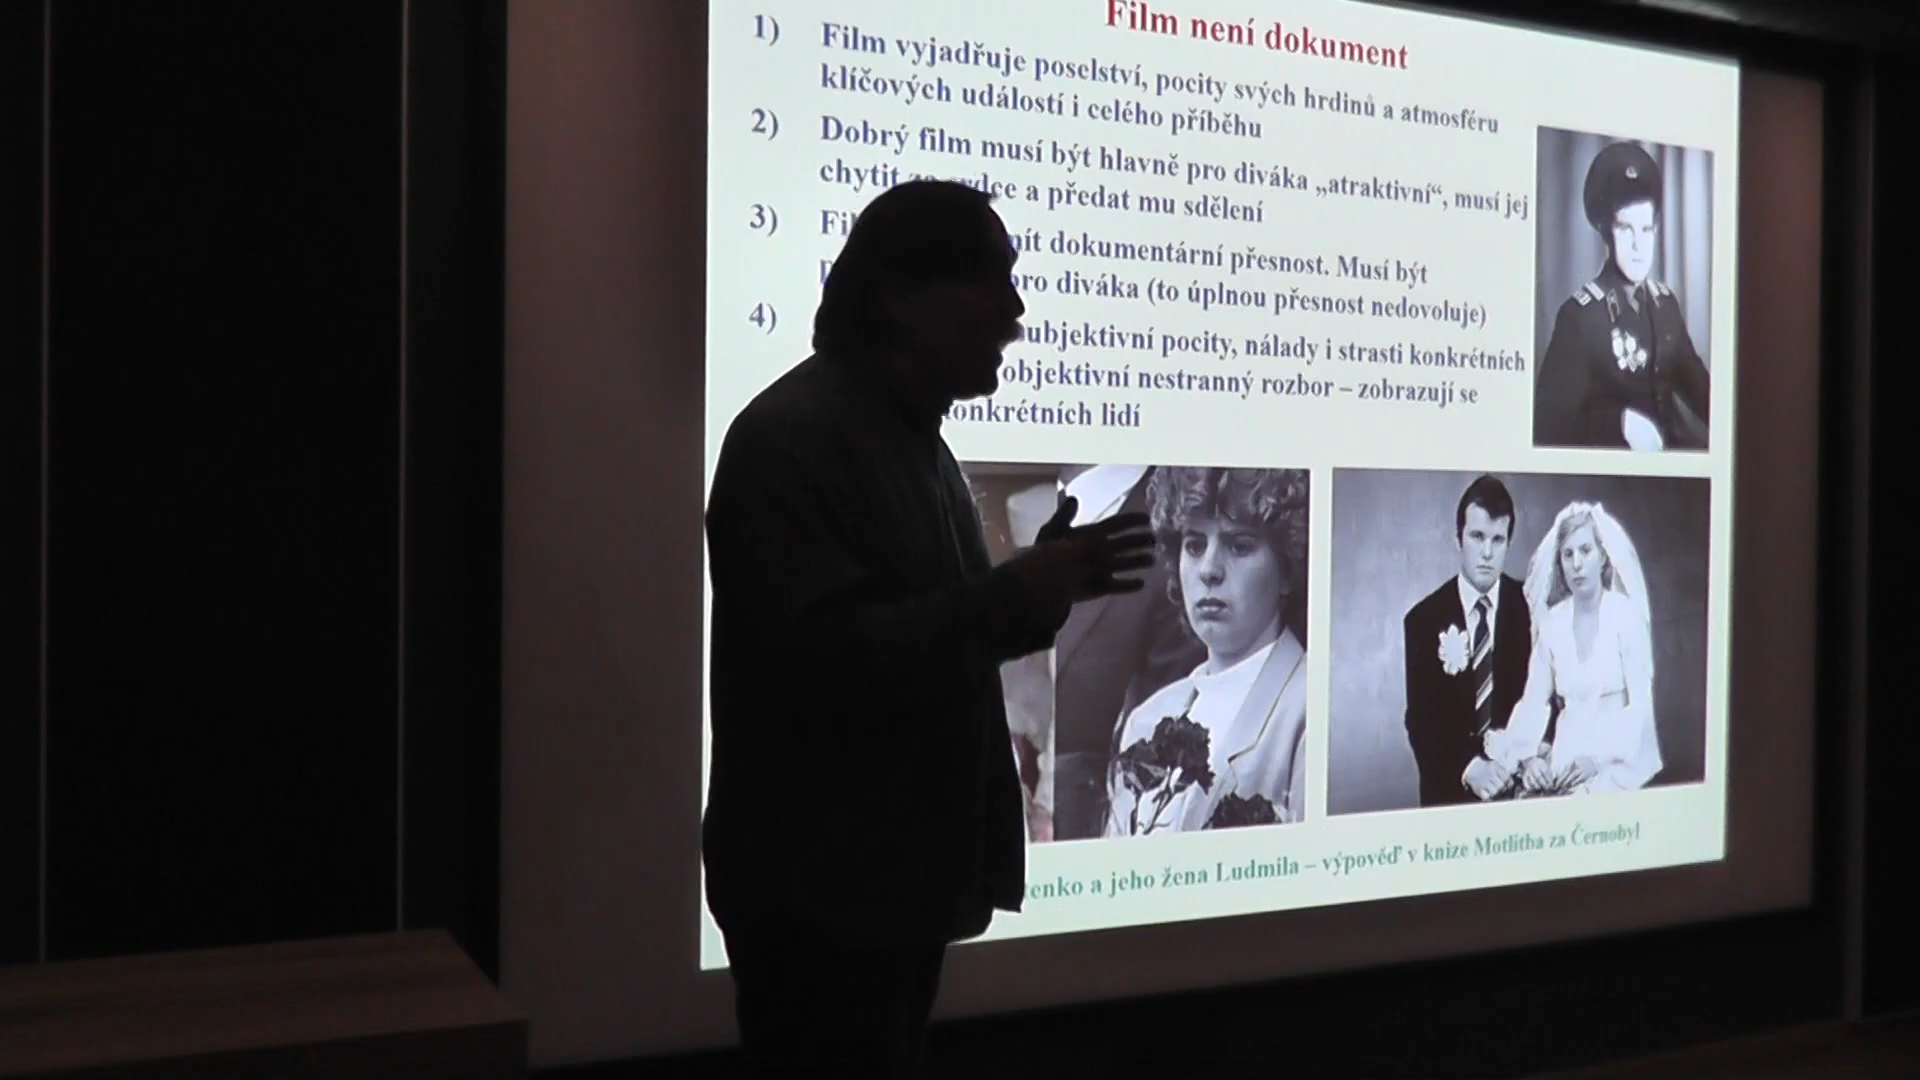 Film není dokument
1) Film vyjadřuje poselství, pocity svých hrdinů a atmosféru
klíčových událostí i celého příběhu
2) Dobrý film musí být hlavně pro diváka „atraktivní“, musí jej
chytit a předat mu sdělení
3) dokumentární přesnost. Musí být
pro diváka (to úplnou přesnost nedovoluje)
4) subjektivní pocity, nálady i strasti konkrétních
objektivní nestranný rozbor – zobrazují se
konkrétních lidí
a jeho žena Ludmila – výpověď v knize Motlitba za Černobyl